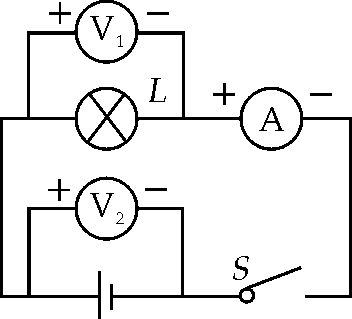 + V₁ −
L
+ A −
+ V₂ −
S